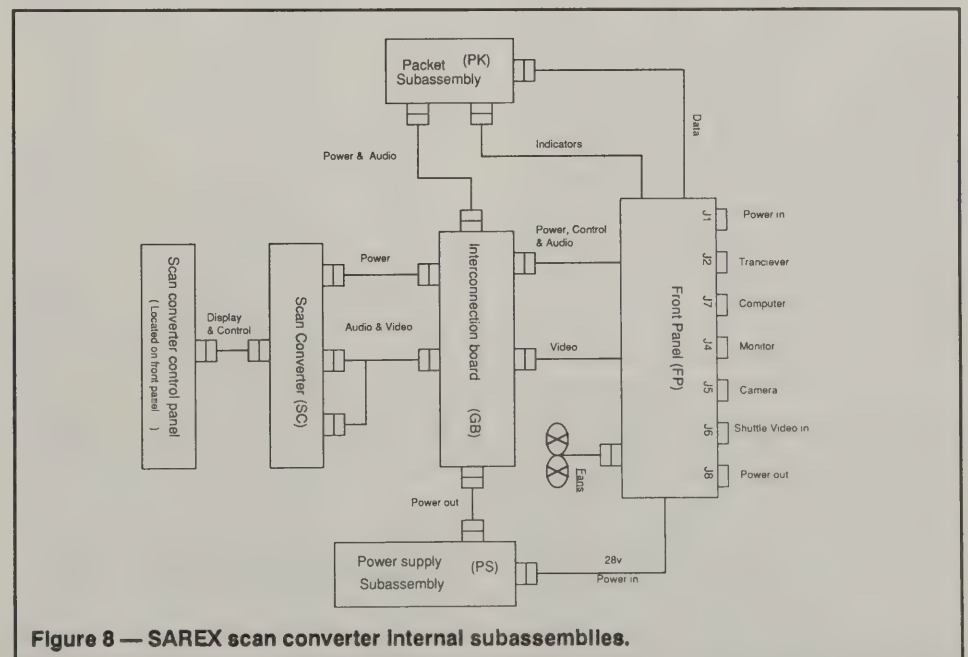 Packet (PK)
Subassembly
Data
Indicators
Power & Audio
Power, Control
& Audio
Power
Audio & Video
Video
Display
& Control
Scan converter control panel
( Located on front panel )
Scan Converter (SC)
Interconnection board (GB)
Front Panel (FP)
J1 Power in
J2 Tranciever
J7 Computer
J4 Monitor
J5 Camera
J6 Shuttle Video in
J8 Power out
Fans
Power out
Power supply (PS)
Subassembly
28v
Power in
Figure 8 — SAREX scan converter internal subassemblies.